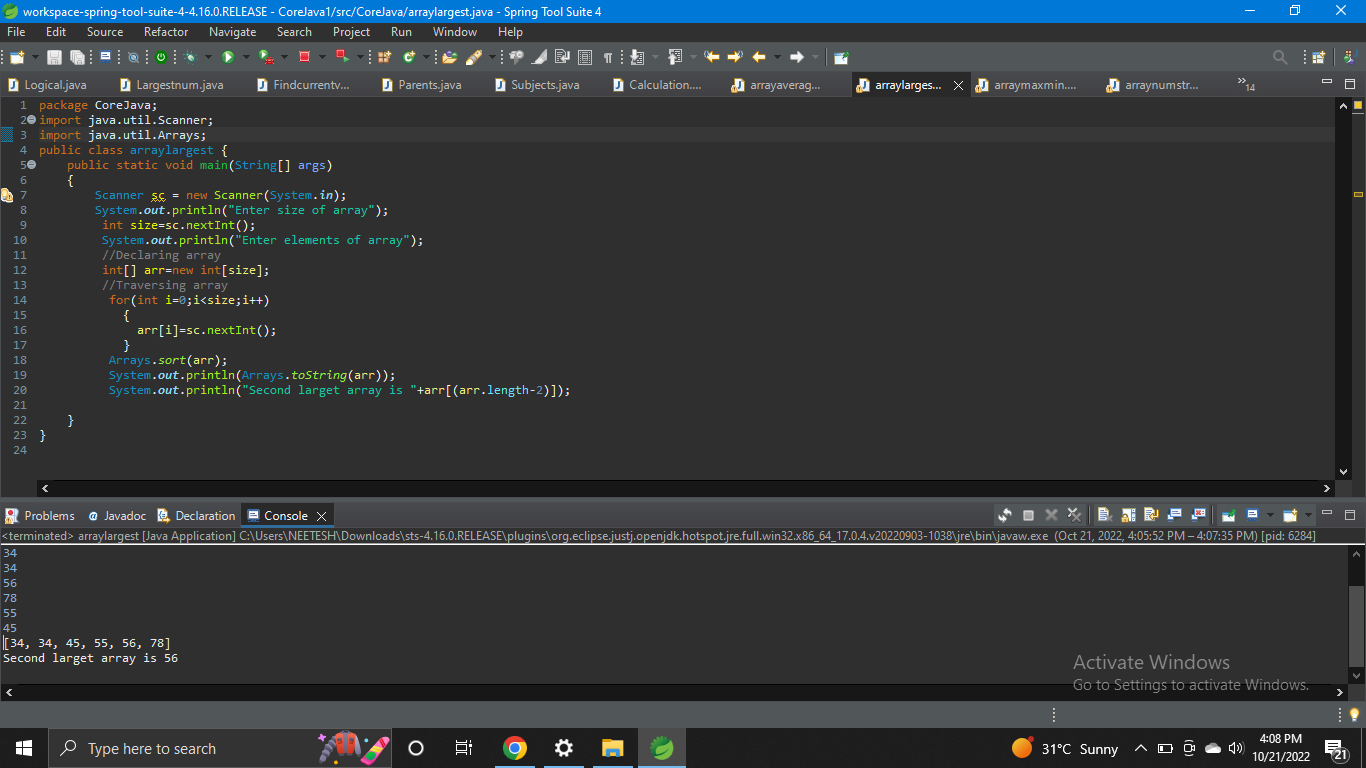 workspace-spring-tool-suite-4-4.16.0.RELEASE - CoreJava1/src/CoreJava/arraylargest.java - Spring Tool Suite 4
File Edit Source Refactor Navigate Search Project Run Window Help
Logical.java Largestnum.java Findcurrentv... Parents.java Subjects.java Calculation.... arrayaverag... arraylarges... arraymaxmin.... arraynumstr... »14
1 package CoreJava;
2 import java.util.Scanner;
3 import java.util.Arrays;
4 public class arraylargest {
5 public static void main(String[] args)
6 {
7 Scanner sc = new Scanner(System.in);
8 System.out.println("Enter size of array");
9 int size=sc.nextInt();
10 System.out.println("Enter elements of array");
11 //Declaring array
12 int[] arr=new int[size];
13 //Traversing array
14 for(int i=0;i<size;i++)
15 {
16 arr[i]=sc.nextInt();
17 }
18 Arrays.sort(arr);
19 System.out.println(Arrays.toString(arr));
20 System.out.println("Second larget array is "+arr[(arr.length-2)]);
21
22 }
23 }
24
Problems @ Javadoc Declaration Console
<terminated> arraylargest [Java Application] C:\Users\NEETESH\Downloads\sts-4.16.0.RELEASE\plugins\org.eclipse.justj.openjdk.hotspot.jre.full.win32.x86_64_17.0.4.v20220903-1038\jre\bin\javaw.exe (Oct 21, 2022, 4:05:52 PM – 4:07:35 PM) [pid: 6284]
34
34
56
78
55
45
[34, 34, 45, 55, 56, 78]
Second larget array is 56
Activate Windows
Go to Settings to activate Windows.
Type here to search
31°C Sunny
4:08 PM
10/21/2022
21